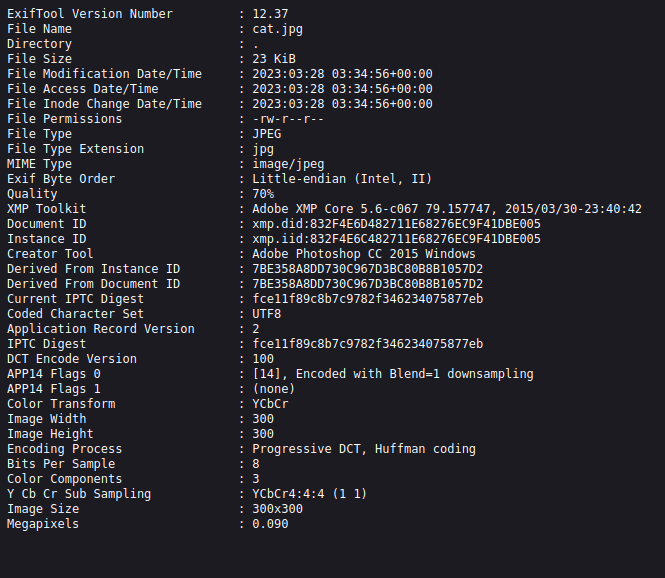 ExifTool Version Number : 12.37
File Name : cat.jpg
Directory : .
File Size : 23 KiB
File Modification Date/Time : 2023:03:28 03:34:56+00:00
File Access Date/Time : 2023:03:28 03:34:56+00:00
File Inode Change Date/Time : 2023:03:28 03:34:56+00:00
File Permissions : -rw-r--r--
File Type : JPEG
File Type Extension : jpg
MIME Type : image/jpeg
Exif Byte Order : Little-endian (Intel, II)
Quality : 70%
XMP Toolkit : Adobe XMP Core 5.6-c067 79.157747, 2015/03/30-23:40:42
Document ID : xmp.did:832F4E6D482711E68276EC9F41DBE005
Instance ID : xmp.iid:832F4E6C482711E68276EC9F41DBE005
Creator Tool : Adobe Photoshop CC 2015 Windows
Derived From Instance ID : 7BE358A8DD730C967D3BC80B8B1057D2
Derived From Document ID : 7BE358A8DD730C967D3BC80B8B1057D2
Current IPTC Digest : fce11f89c8b7c9782f346234075877eb
Coded Character Set : UTF8
Application Record Version : 2
IPTC Digest : fce11f89c8b7c9782f346234075877eb
DCT Encode Version : 100
APP14 Flags 0 : [14], Encoded with Blend=1 downsampling
APP14 Flags 1 : (none)
Color Transform : YCbCr
Image Width : 300
Image Height : 300
Encoding Process : Progressive DCT, Huffman coding
Bits Per Sample : 8
Color Components : 3
Y Cb Cr Sub Sampling : YCbCr4:4:4 (1 1)
Image Size : 300x300
Megapixels : 0.090